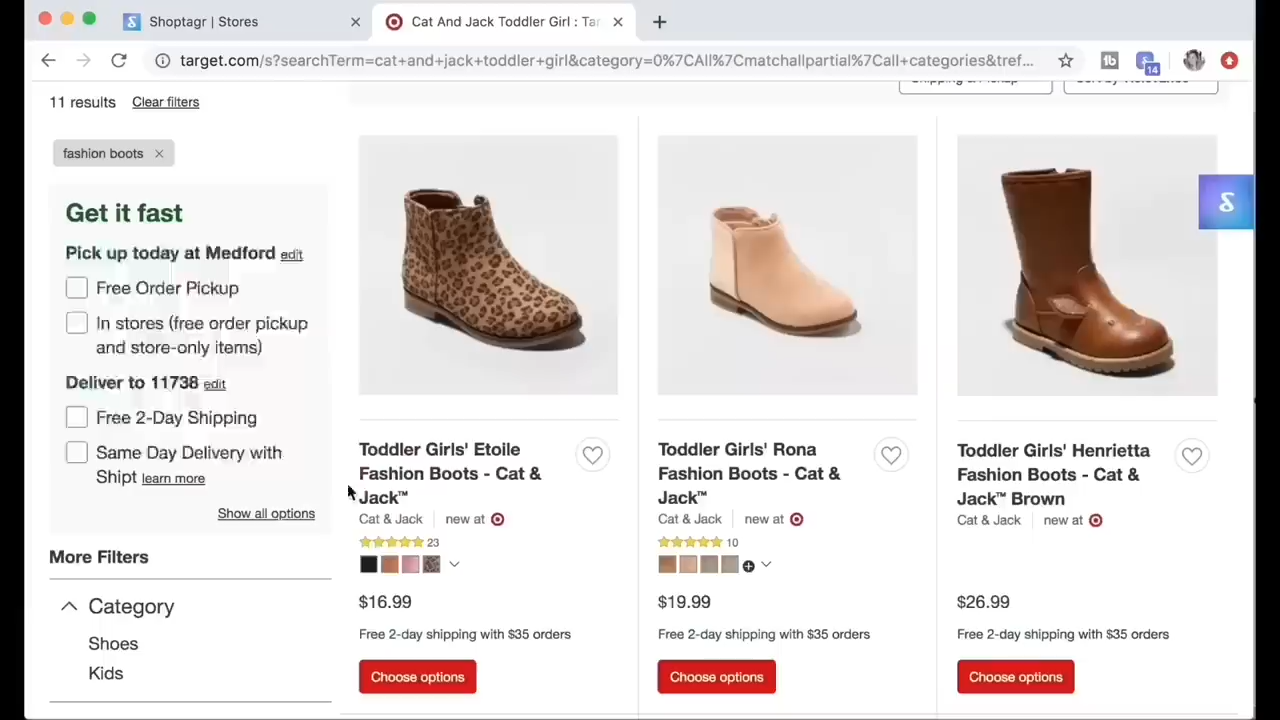 Shoptagr | Stores
Cat And Jack Toddler Girl : Tar
target.com/s?searchTerm=cat+and+jack+toddler+girl&category=0%7CAll%7Cmatchallpartial%7Call+categories&tref...
14
11 results Clear filters
Sort by Relevance
fashion boots
Get it fast
Pick up today at Medford edit
Free Order Pickup
In stores (free order pickup
and store-only items)
Deliver to 11738 edit
Free 2-Day Shipping
Same Day Delivery with
Shipt learn more
Show all options
More Filters
Category
Shoes
Kids
Toddler Girls' Etoile
Fashion Boots - Cat &
Jack™
Cat & Jack new at
23
$16.99
Free 2-day shipping with $35 orders
Choose options
Toddler Girls' Rona
Fashion Boots - Cat &
Jack™
Cat & Jack new at
10
$19.99
Free 2-day shipping with $35 orders
Choose options
Toddler Girls' Henrietta
Fashion Boots - Cat &
Jack™ Brown
Cat & Jack new at
$26.99
Free 2-day shipping with $35 orders
Choose options